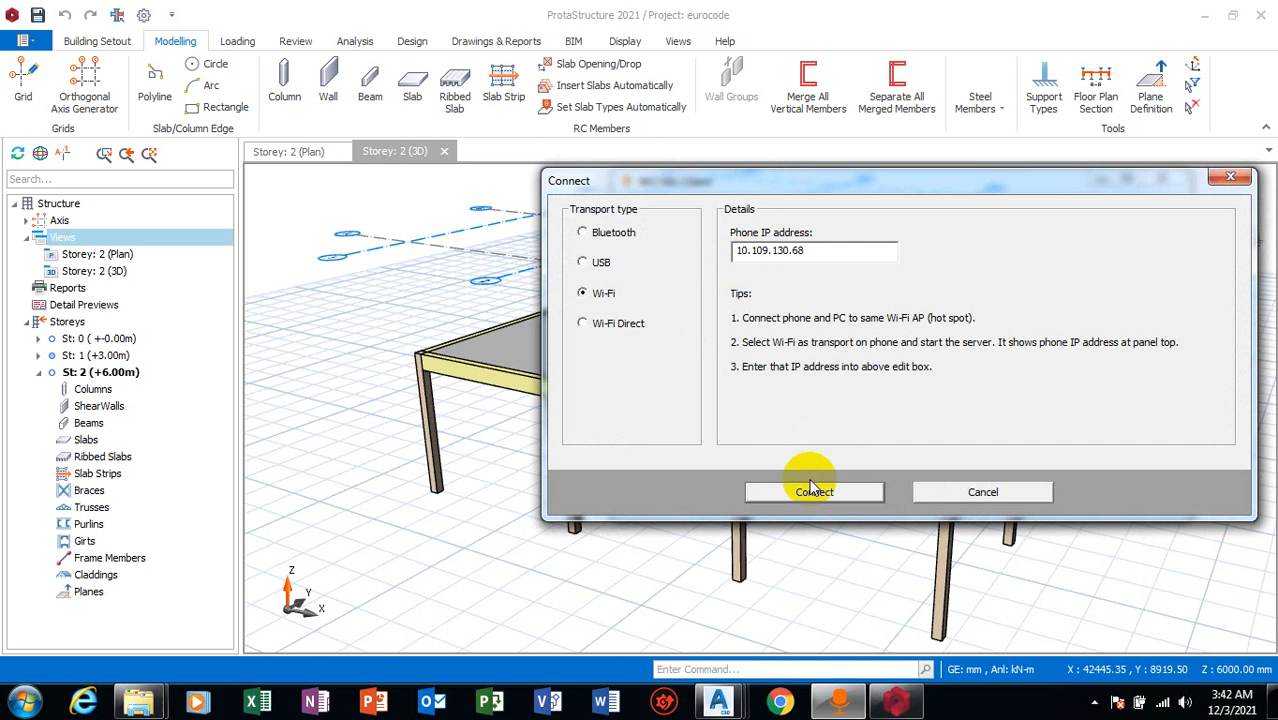 ProtaStructure 2021 / Project: eurocode
Building Setout
Modelling
Loading
Review
Analysis
Design
Drawings & Reports
BIM
Display
Views
Help
Grid
Orthogonal
Axis Generator
Grids
Polyline
Circle
Arc
Rectangle
Slab/Column Edge
Column
Wall
Beam
Slab
Ribbed
Slab
Slab Strip
Slab Opening/Drop
Insert Slabs Automatically
Set Slab Types Automatically
RC Members
Wall Groups
Merge All
Vertical Members
Separate All
Merged Members
Steel
Members
Support
Types
Floor Plan
Section
Plane
Definition
Tools
Search...
Structure
Axis
Views
Storey: 2 (Plan)
Storey: 2 (3D)
Reports
Detail Previews
Storeys
St: 0 ( +-0.00m)
St: 1 (+3.00m)
St: 2 (+6.00m)
Columns
ShearWalls
Beams
Slabs
Ribbed Slabs
Slab Strips
Braces
Trusses
Purlins
Girts
Frame Members
Claddings
Planes
Storey: 2 (Plan)
Storey: 2 (3D)
Z
Y
X
Connect
Transport type
Bluetooth
USB
Wi-Fi
Wi-Fi Direct
Details
Phone IP address:
10.109.130.68
Tips:
1. Connect phone and PC to same Wi-Fi AP (hot spot).
2. Select Wi-Fi as transport on phone and start the server. It shows phone IP address at panel top.
3. Enter that IP address into above edit box.
Connect
Cancel
Enter Command...
GE: mm , Anl: kN-m
X : 42445.35 , Y : 8919.50
Z : 6000.00 mm
3:42 AM
12/3/2021